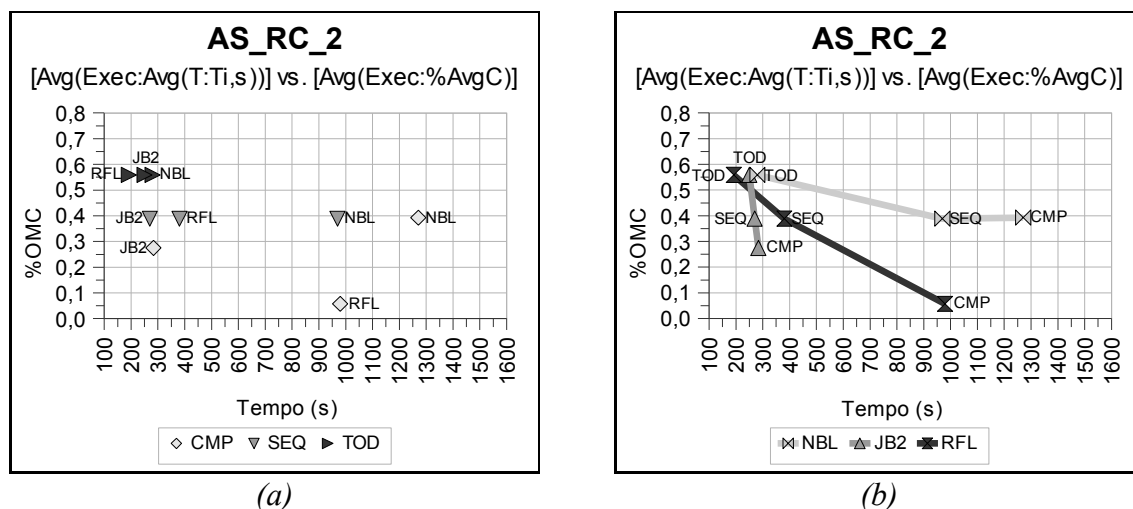 AS_RC_2
[Avg(Exec:Avg(T:Ti,s))] vs. [Avg(Exec:%AvgC)]
0,8
0,7
0,6
0,5
0,4
0,3
0,2
0,1
0,0
%OMC
JB2
RFL NBL
JB2 RFL NBL NBL
JB2
RFL
100 200 300 400 500 600 700 800 900 1000 1100 1200 1300 1400 1500 1600
Tempo (s)
CMP SEQ TOD
(a)
AS_RC_2
[Avg(Exec:Avg(T:Ti,s))] vs. [Avg(Exec:%AvgC)]
0,8
0,7
0,6
0,5
0,4
0,3
0,2
0,1
0,0
%OMC
TOD
TOD TOD
SEQ SEQ SEQ CMP
CMP
CMP
100 200 300 400 500 600 700 800 900 1000 1100 1200 1300 1400 1500 1600
Tempo (s)
NBL JB2 RFL
(b)